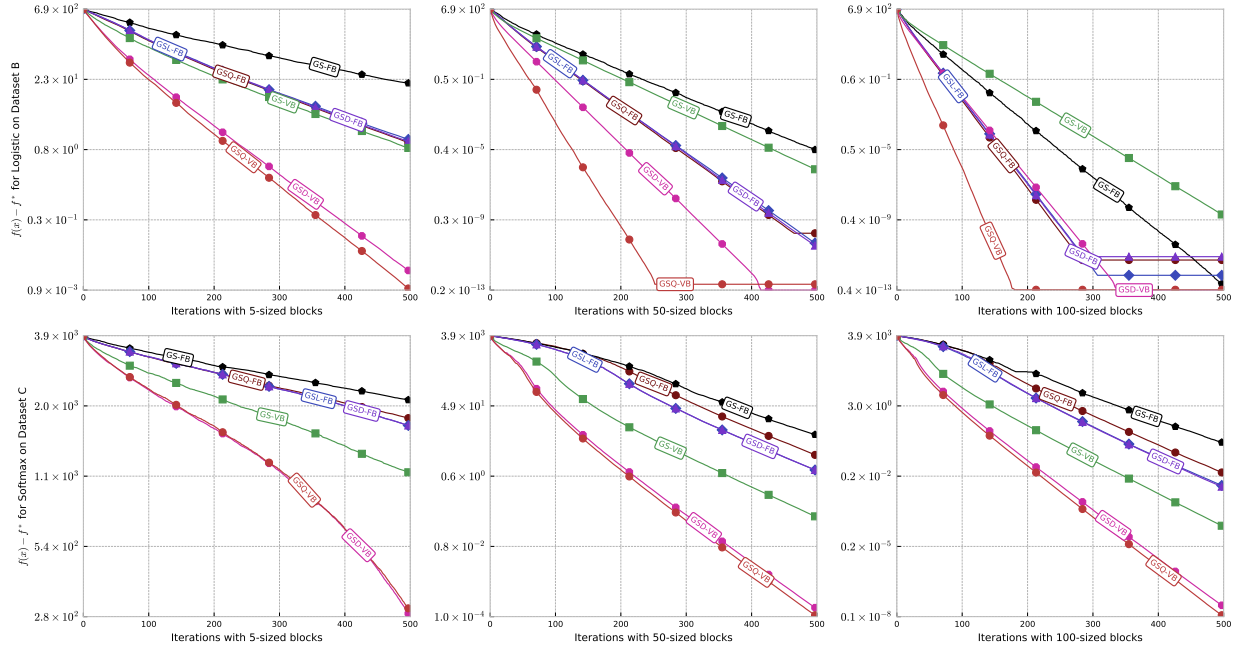 f(x) − f* for Logistic on Dataset B
6.9 × 10²
2.3 × 10¹
0.8 × 10⁰
0.3 × 10⁻¹
0.9 × 10⁻³
GSL-FB
GS-FB
GSQ-FB
GS-VB
GSD-FB
GSQ-VB
GSD-VB
0 100 200 300 400 500
Iterations with 5-sized blocks
6.9 × 10²
0.5 × 10⁻¹
0.4 × 10⁻⁵
0.3 × 10⁻⁹
0.2 × 10⁻¹³
GSL-FB
GSQ-FB
GS-VB
GS-FB
GSD-VB
GSD-FB
GSQ-VB
0 100 200 300 400 500
Iterations with 50-sized blocks
6.9 × 10²
0.6 × 10⁻¹
0.5 × 10⁻⁵
0.4 × 10⁻⁹
0.4 × 10⁻¹³
GSL-FB
GS-VB
GSQ-FB
GS-FB
GSQ-VB
GSD-FB
GSD-VB
0 100 200 300 400 500
Iterations with 100-sized blocks
f(x) − f* for Softmax on Dataset C
3.9 × 10³
2.0 × 10³
1.1 × 10³
5.4 × 10²
2.8 × 10²
GS-FB
GSQ-FB
GSL-FB
GSD-FB
GS-VB
GSQ-VB
GSD-VB
0 100 200 300 400 500
Iterations with 5-sized blocks
3.9 × 10³
4.9 × 10¹
0.6 × 10⁰
0.8 × 10⁻²
1.0 × 10⁻⁴
GSL-FB
GSQ-FB
GS-FB
GS-VB
GSD-FB
GSD-VB
GSQ-VB
0 100 200 300 400 500
Iterations with 50-sized blocks
3.9 × 10³
3.0 × 10⁰
0.2 × 10⁻²
0.2 × 10⁻⁵
0.1 × 10⁻⁸
GSL-FB
GSQ-FB
GS-FB
GS-VB
GSD-FB
GSD-VB
GSQ-VB
0 100 200 300 400 500
Iterations with 100-sized blocks